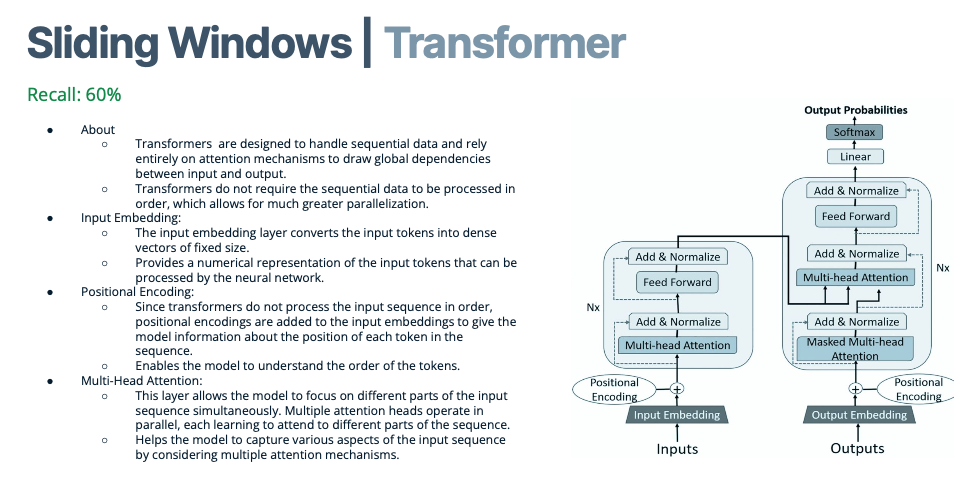 Sliding Windows | Transformer
Recall: 60%
● About
○ Transformers are designed to handle sequential data and rely
entirely on attention mechanisms to draw global dependencies
between input and output.
○ Transformers do not require the sequential data to be processed in
order, which allows for much greater parallelization.
● Input Embedding:
○ The input embedding layer converts the input tokens into dense
vectors of fixed size.
○ Provides a numerical representation of the input tokens that can be
processed by the neural network.
● Positional Encoding:
○ Since transformers do not process the input sequence in order,
positional encodings are added to the input embeddings to give the
model information about the position of each token in the
sequence.
○ Enables the model to understand the order of the tokens.
● Multi-Head Attention:
○ This layer allows the model to focus on different parts of the input
sequence simultaneously. Multiple attention heads operate in
parallel, each learning to attend to different parts of the sequence.
○ Helps the model to capture various aspects of the input sequence
by considering multiple attention mechanisms.
Output Probabilities
Softmax
Linear
Add & Normalize
Feed Forward
Add & Normalize
Multi-head Attention
Nx
Add & Normalize
Masked Multi-head
Attention
Positional
Encoding
+
Output Embedding
Outputs
Add & Normalize
Feed Forward
Nx
Add & Normalize
Multi-head Attention
Positional
Encoding
+
Input Embedding
Inputs